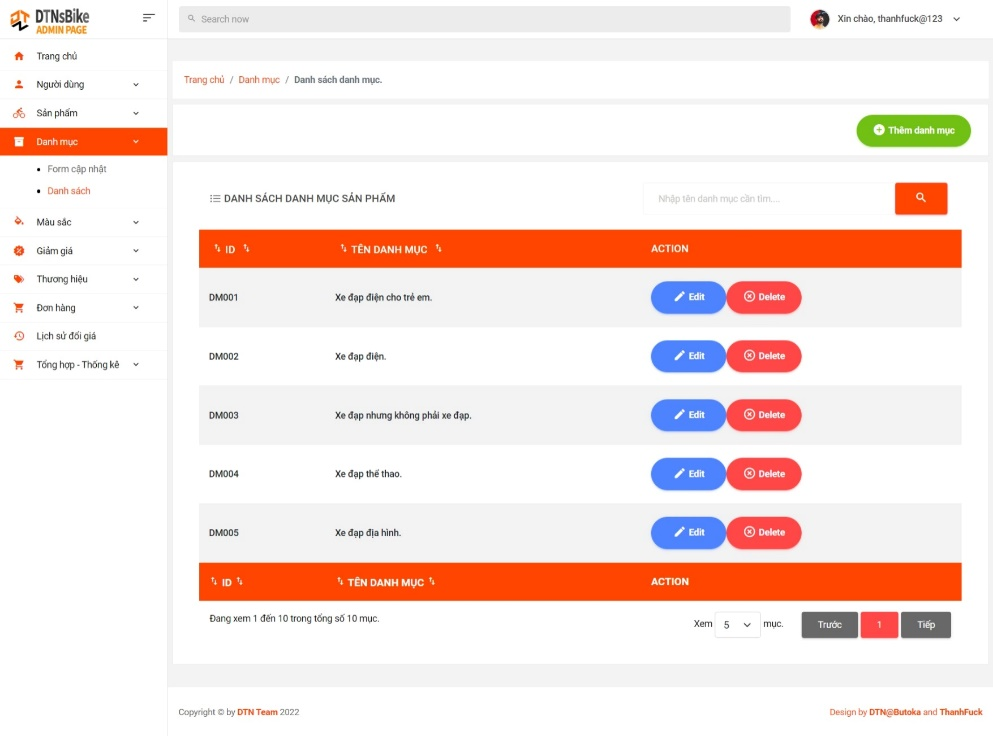 DTNsBike
ADMIN PAGE
Search now
Xin chào, thanhfuck@123
Trang chủ
Người dùng
Sản phẩm
Danh mục
Form cập nhật
Danh sách
Màu sắc
Giảm giá
Thương hiệu
Đơn hàng
Lịch sử đổi giá
Tổng hợp - Thống kê
Trang chủ / Danh mục / Danh sách danh mục.
Thêm danh mục
DANH SÁCH DANH MỤC SẢN PHẨM
Nhập tên danh mục cần tìm....
ID TÊN DANH MỤC ACTION
DM001 Xe đạp điện cho trẻ em. Edit Delete
DM002 Xe đạp điện. Edit Delete
DM003 Xe đạp nhưng không phải xe đạp. Edit Delete
DM004 Xe đạp thể thao. Edit Delete
DM005 Xe đạp địa hình. Edit Delete
ID TÊN DANH MỤC ACTION
Đang xem 1 đến 10 trong tổng số 10 mục.
Xem 5 mục. Trước 1 Tiếp
Copyright © by DTN Team 2022
Design by DTN@Butoka and ThanhFuck